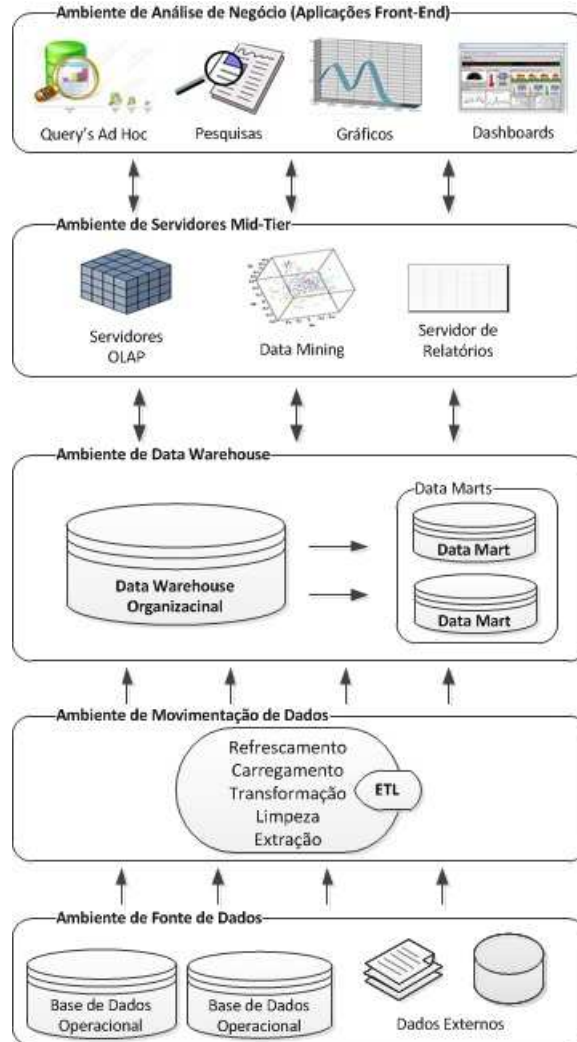 Ambiente de Análise de Negócio (Aplicações Front-End)
Query's Ad Hoc
Pesquisas
Gráficos
Dashboards
Ambiente de Servidores Mid-Tier
Servidores
OLAP
Data Mining
Servidor de
Relatórios
Ambiente de Data Warehouse
Data Warehouse
Organizacinal
Data Marts
Data Mart
Data Mart
Ambiente de Movimentação de Dados
Refrescamento
Carregamento
Transformação
Limpeza
Extração
ETL
Ambiente de Fonte de Dados
Base de Dados
Operacional
Base de Dados
Operacional
Dados Externos